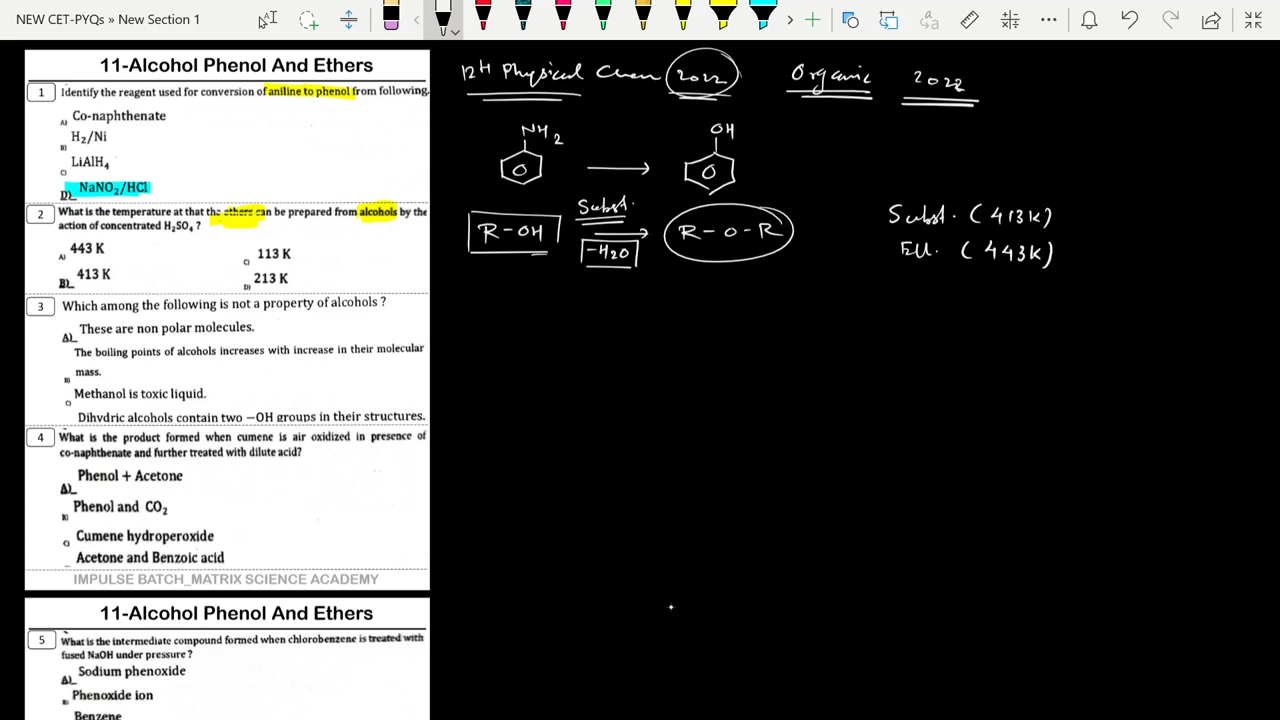 NEW CET-PYQs » New Section 1
11-Alcohol Phenol And Ethers
1 Identify the reagent used for conversion of aniline to phenol from following.
A) Co-naphthenate
B) H₂/Ni
C) LiAlH₄
D) NaNO₂/HCl
2 What is the temperature at that the ethers can be prepared from alcohols by the
action of concentrated H₂SO₄ ?
A) 443 K
C) 113 K
B) 413 K
D) 213 K
3 Which among the following is not a property of alcohols ?
A) These are non polar molecules.
The boiling points of alcohols increases with increase in their molecular
mass.
B)
C) Methanol is toxic liquid.
Dihydric alcohols contain two –OH groups in their structures.
4 What is the product formed when cumene is air oxidized in presence of
co-naphthenate and further treated with dilute acid?
Phenol + Acetone
A)
Phenol and CO₂
B)
C) Cumene hydroperoxide
Acetone and Benzoic acid
IMPULSE BATCH_MATRIX SCIENCE ACADEMY
11-Alcohol Phenol And Ethers
5 What is the intermediate compound formed when chlorobenzene is treated with
fused NaOH under pressure ?
A) Sodium phenoxide
B) Phenoxide ion
Benzene
12th Physical Chem 2022 Organic 2022
NH₂ OH
Subst.
R-OH R-O-R
-H₂O
Subst. (413K)
Ell. (443K)